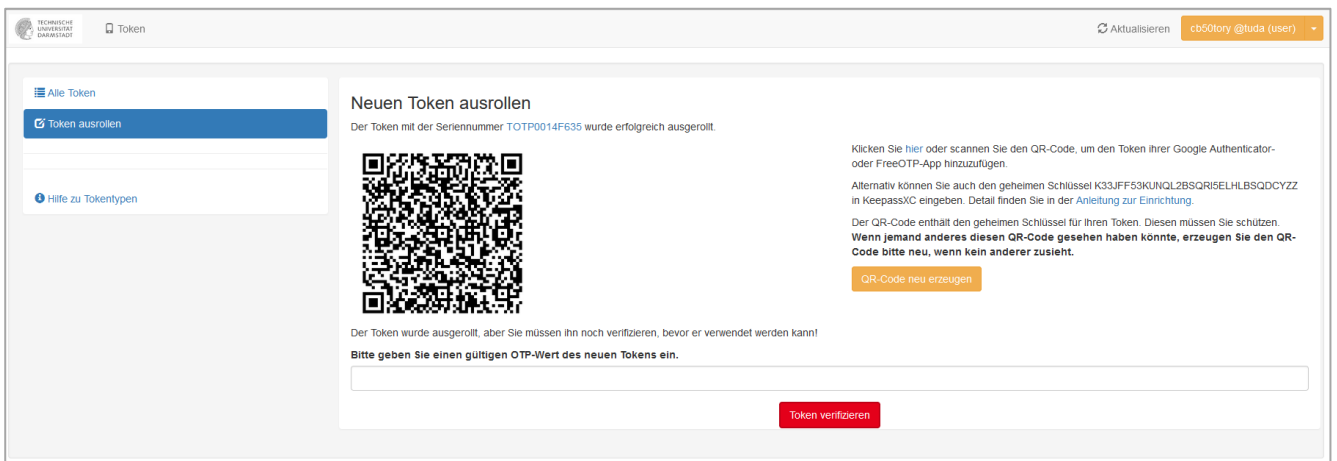 TECHNISCHE
UNIVERSITÄT
DARMSTADT
Token
Aktualisieren
cb50tory @tuda (user)
Alle Token
Token ausrollen
Hilfe zu Tokentypen
Neuen Token ausrollen
Der Token mit der Seriennummer TOTP0014F635 wurde erfolgreich ausgerollt.
Klicken Sie hier oder scannen Sie den QR-Code, um den Token ihrer Google Authenticator-
oder FreeOTP-App hinzuzufügen.
Alternativ können Sie auch den geheimen Schlüssel K33JFF53KUNQL2BSQRI5ELHLBSQDCYZZ
in KeepassXC eingeben. Detail finden Sie in der Anleitung zur Einrichtung.
Der QR-Code enthält den geheimen Schlüssel für Ihren Token. Diesen müssen Sie schützen.
Wenn jemand anderes diesen QR-Code gesehen haben könnte, erzeugen Sie den QR-
Code bitte neu, wenn kein anderer zusieht.
QR-Code neu erzeugen
Der Token wurde ausgerollt, aber Sie müssen ihn noch verifizieren, bevor er verwendet werden kann!
Bitte geben Sie einen gültigen OTP-Wert des neuen Tokens ein.
Token verifizieren